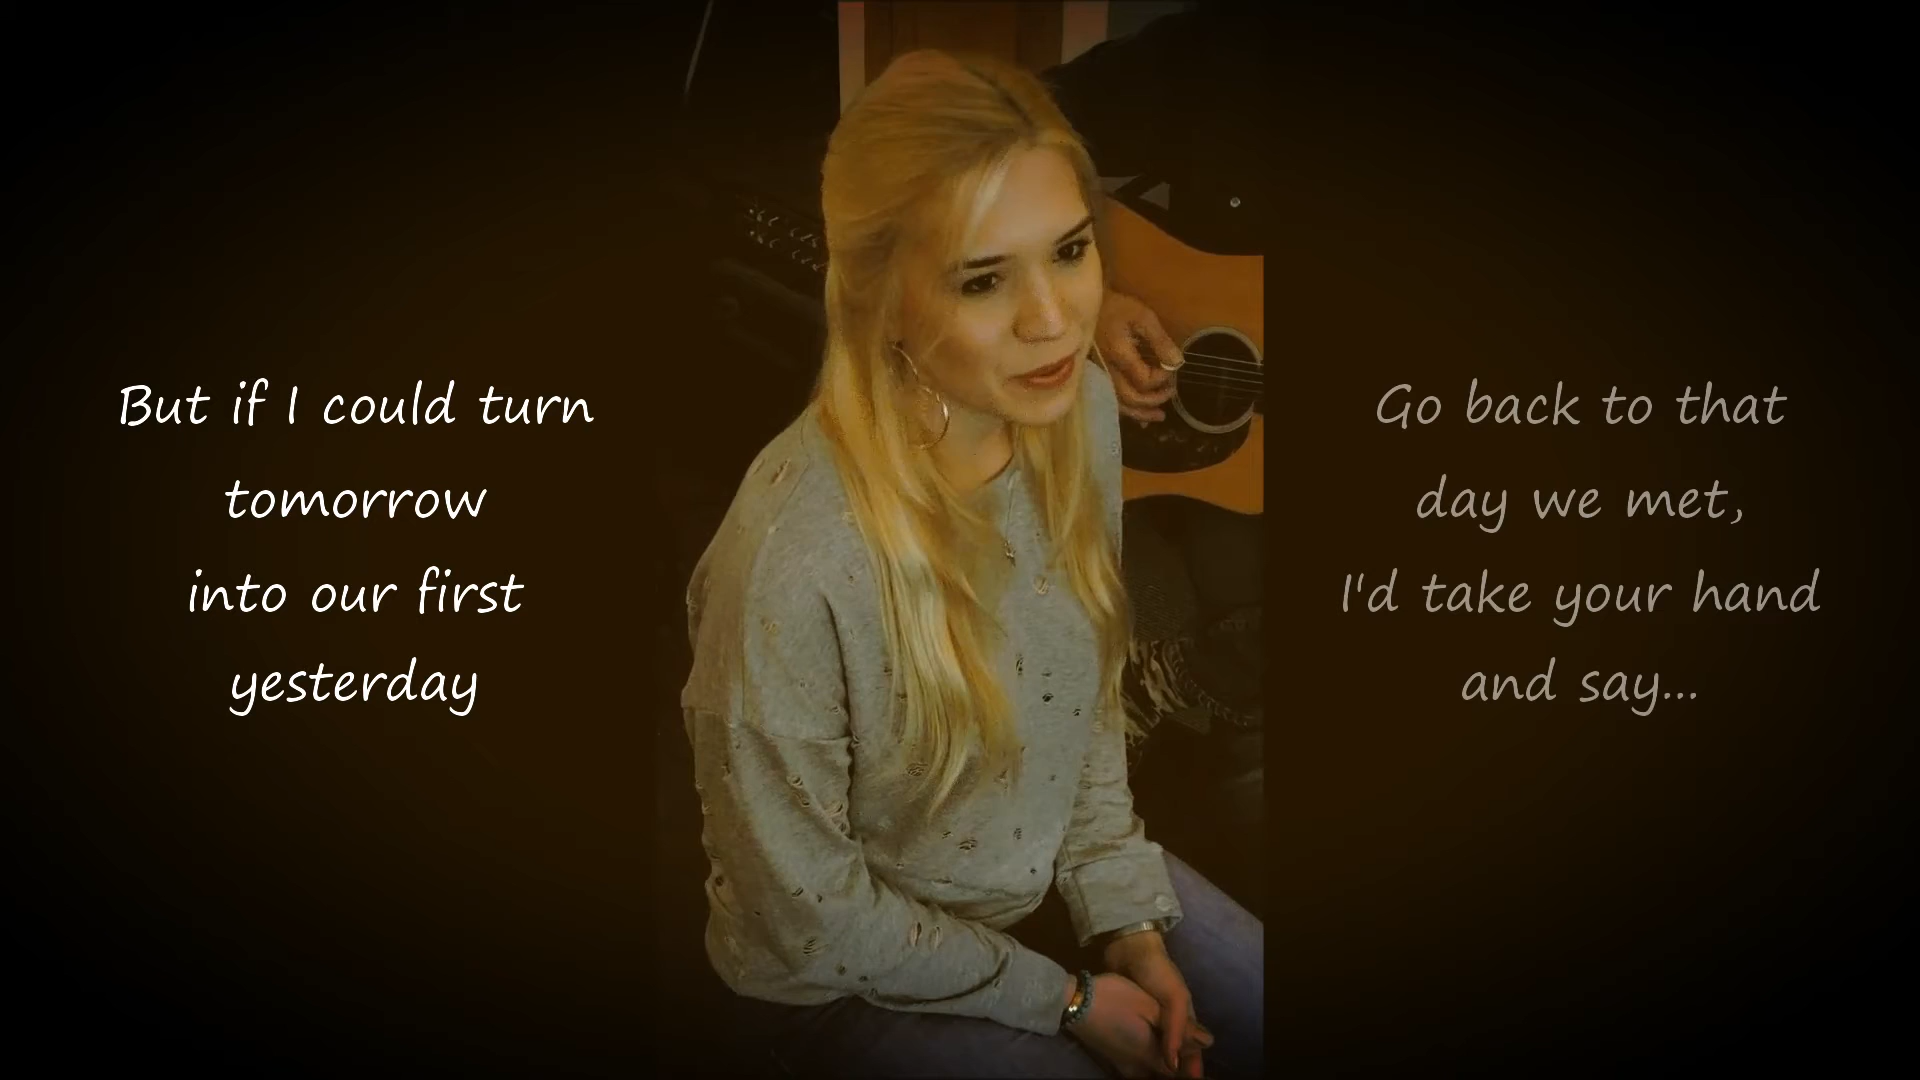 But if I could turn
tomorrow
into our first
yesterday
Go back to that
day we met,
I'd take your hand
and say...